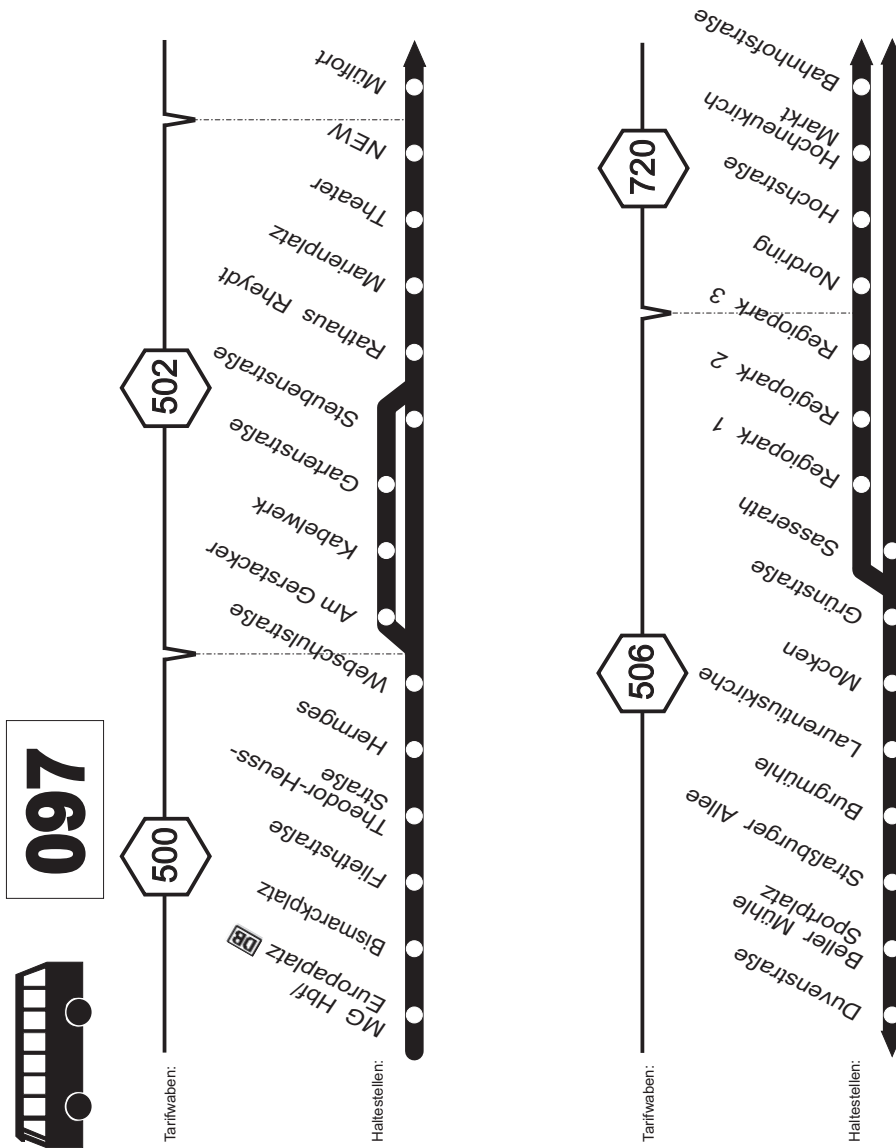 097
Tarifwaben:
500
502
Haltestellen:
MG Hbf/
Europaplatz DB
Bismarckplatz
Fliethstraße
Theodor-Heuss-
Straße
Hermges
Webschulstraße
Am Gerstacker
Kabelwerk
Gartenstraße
Steubenstraße
Rathaus Rheydt
Marienplatz
Theater
NEW
Mülfort
Tarifwaben:
506
720
Haltestellen:
Duvenstraße
Beller Mühle
Sportplatz
Straßburger Allee
Burgmühle
Laurentiuskirche
Mocken
Grünstraße
Sasserath
Regiopark 1
Regiopark 2
Regiopark 3
Nordring
Hochstraße
Hochneukirch
Markt
Bahnhofstraße